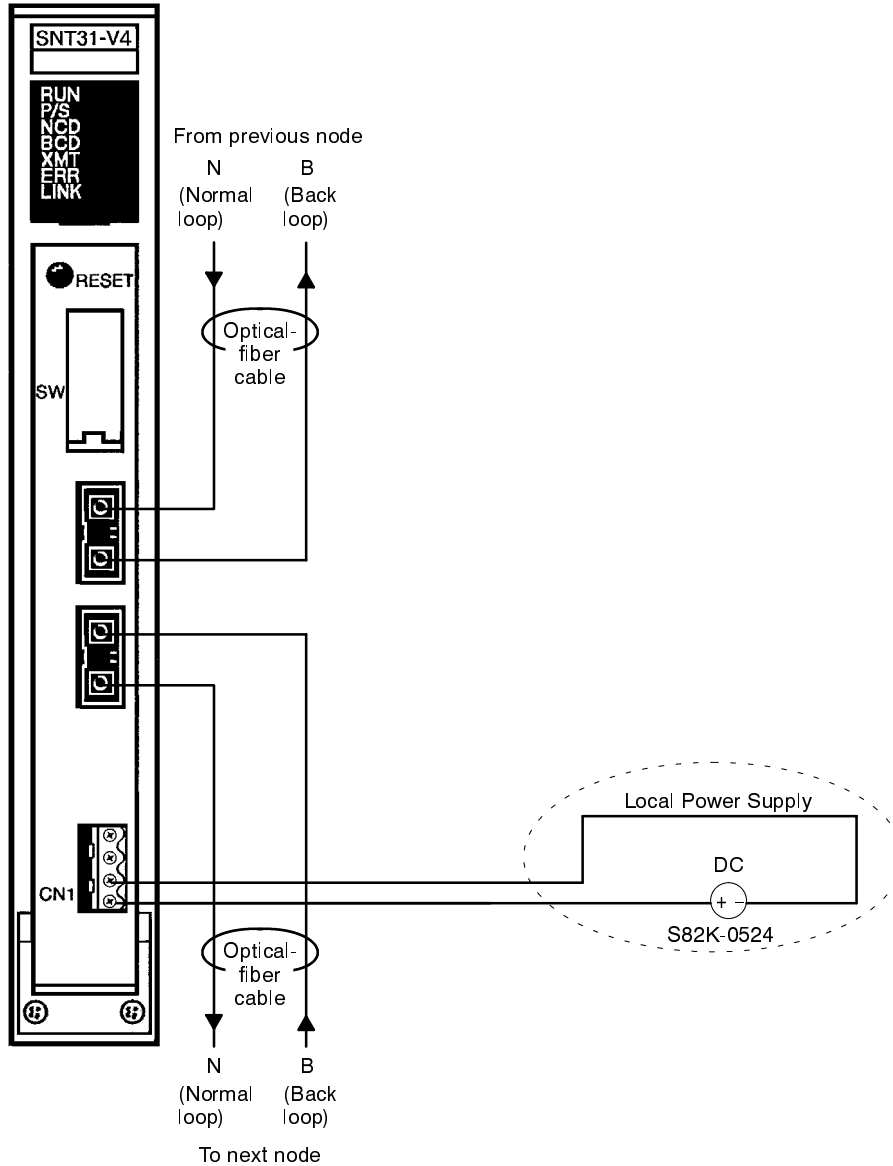 SNT31-V4
RUN
P/S
NCD
BCD
XMT
ERR
LINK
From previous node
N
(Normal
loop)
B
(Back
loop)
RESET
Optical-
fiber
cable
SW
Local Power Supply
DC
+ −
S82K-0524
CN1
Optical-
fiber
cable
N
(Normal
loop)
B
(Back
loop)
To next node